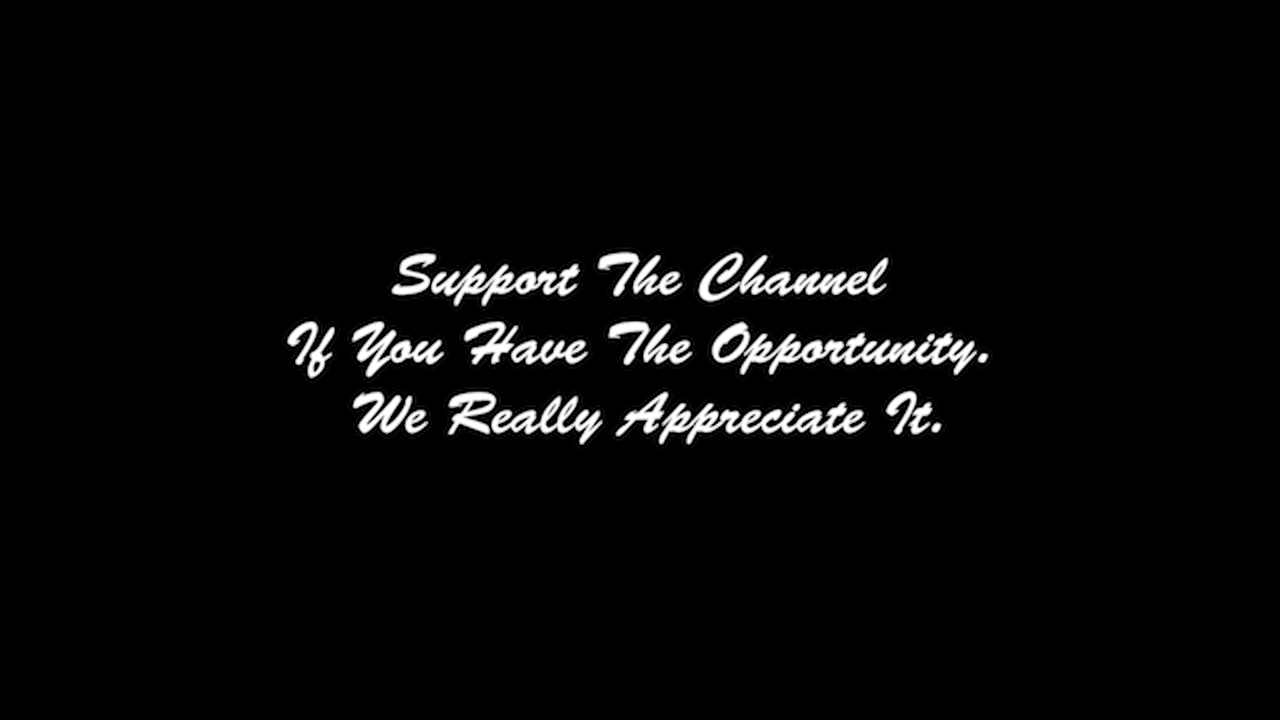 Support The Channel
If You Have The Opportunity.
We Really Appreciate It.